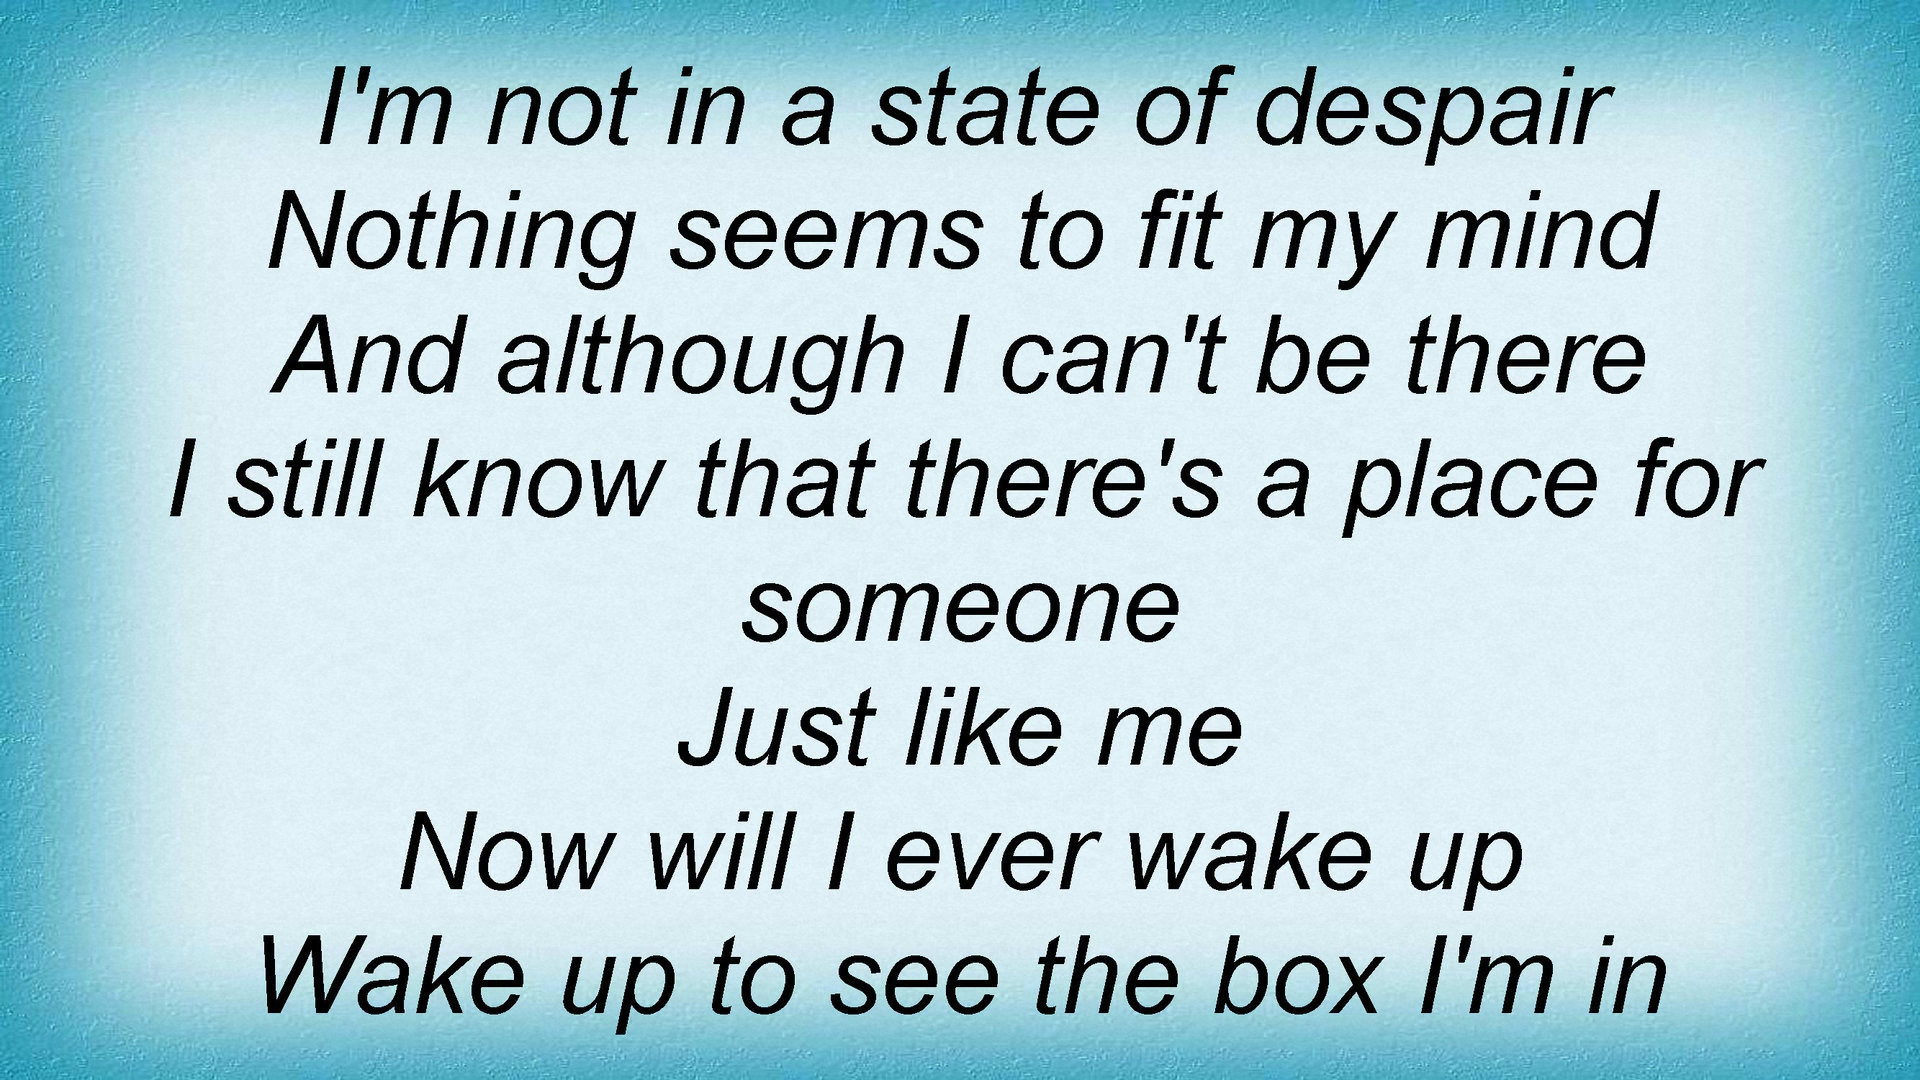 I'm not in a state of despair
Nothing seems to fit my mind
And although I can't be there
I still know that there's a place for
someone
Just like me
Now will I ever wake up
Wake up to see the box I'm in